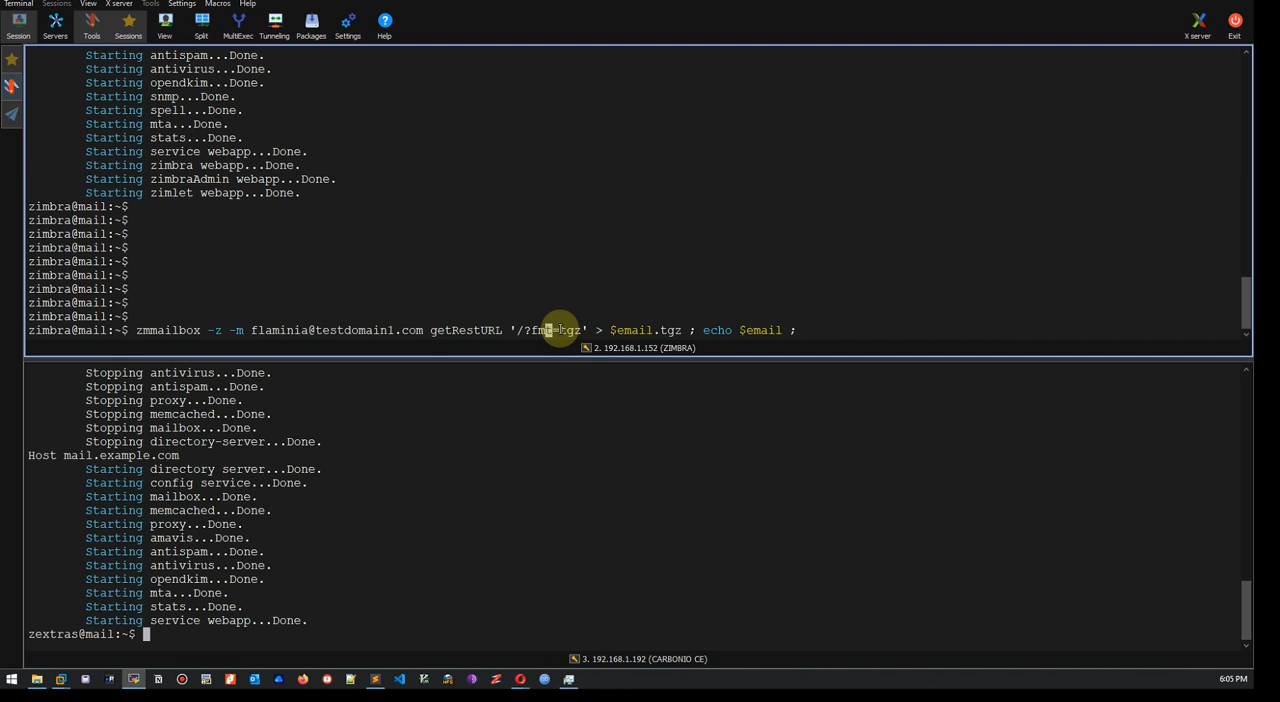 Terminal Sessions View X server Tools Settings Macros Help
Session Servers Tools Sessions View Split MultiExec Tunneling Packages Settings Help X server Exit
Starting antispam...Done.
Starting antivirus...Done.
Starting opendkim...Done.
Starting snmp...Done.
Starting spell...Done.
Starting mta...Done.
Starting stats...Done.
Starting service webapp...Done.
Starting zimbra webapp...Done.
Starting zimbraAdmin webapp...Done.
Starting zimlet webapp...Done.
zimbra@mail:~$
zimbra@mail:~$
zimbra@mail:~$
zimbra@mail:~$
zimbra@mail:~$
zimbra@mail:~$
zimbra@mail:~$
zimbra@mail:~$
zimbra@mail:~$
zimbra@mail:~$ zmmailbox -z -m flaminia@testdomain1.com getRestURL '/?fmt=tgz' > $email.tgz ; echo $email ;
2. 192.168.1.152 (ZIMBRA)
Stopping antivirus...Done.
Stopping antispam...Done.
Stopping proxy...Done.
Stopping memcached...Done.
Stopping mailbox...Done.
Stopping directory-server...Done.
Host mail.example.com
Starting directory server...Done.
Starting config service...Done.
Starting mailbox...Done.
Starting memcached...Done.
Starting proxy...Done.
Starting amavis...Done.
Starting antispam...Done.
Starting antivirus...Done.
Starting opendkim...Done.
Starting mta...Done.
Starting stats...Done.
Starting service webapp...Done.
zextras@mail:~$
3. 192.168.1.192 (CARBONIO CE)
6:05 PM